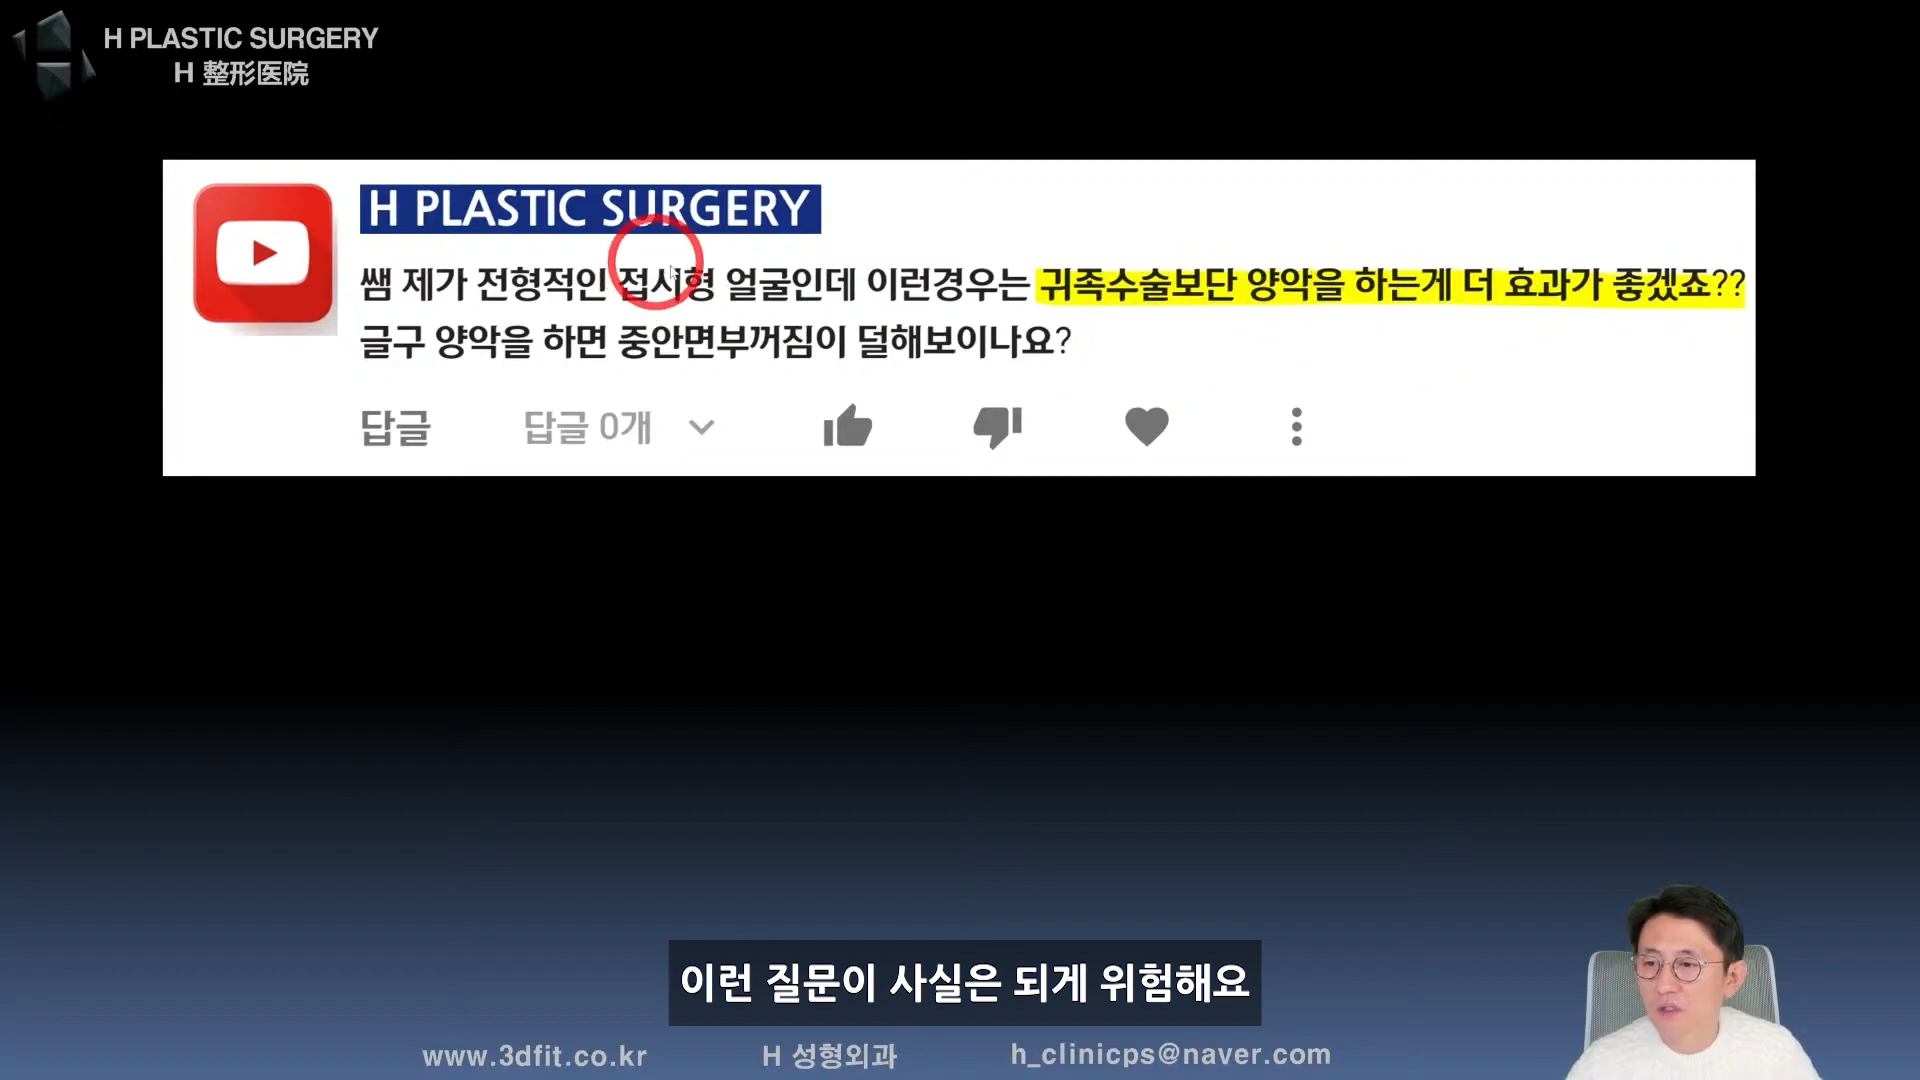 H PLASTIC SURGERY
H 整形医院
H PLASTIC SURGERY
쌤 제가 전형적인 접시형 얼굴인데 이런경우는 귀족수술보단 양악을 하는게 더 효과가 좋겠죠??
글구 양악을 하면 중안면부꺼짐이 덜해보이나요?
답글 답글 0개
이런 질문이 사실은 되게 위험해요
www.3dfit.co.kr H 성형외과 h_clinicps@naver.com